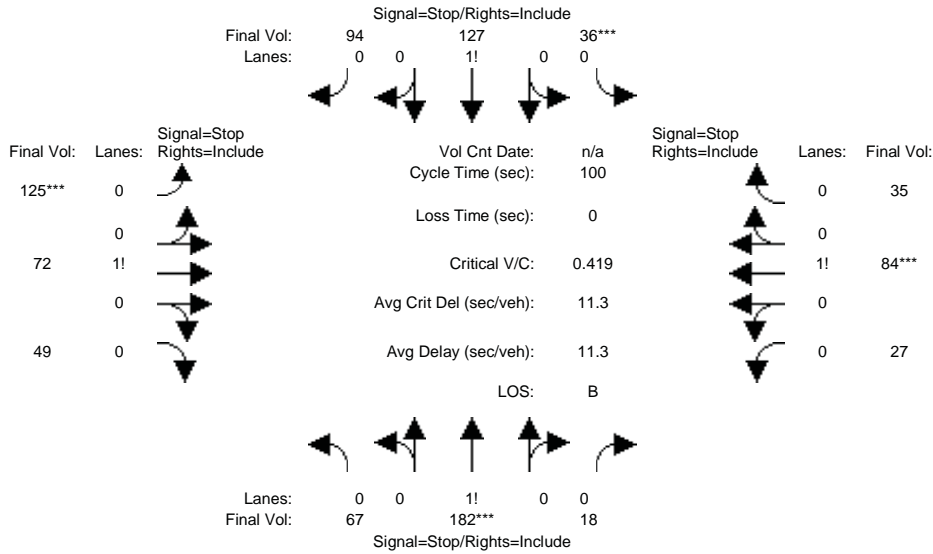 Signal=Stop/Rights=Include
Final Vol: 94 127 36***
Lanes: 0 0 1! 0 0
Signal=Stop
Final Vol: Lanes: Rights=Include
Vol Cnt Date: n/a
Signal=Stop
Rights=Include Lanes: Final Vol:
Cycle Time (sec): 100
125*** 0
0 35
Loss Time (sec): 0
0
0
72 1!
Critical V/C: 0.419
1! 84***
0
Avg Crit Del (sec/veh): 11.3
0
49 0
Avg Delay (sec/veh): 11.3
0 27
LOS: B
Lanes: 0 0 1! 0 0
Final Vol: 67 182*** 18
Signal=Stop/Rights=Include